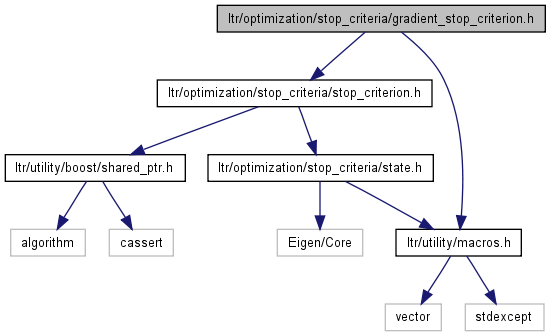 ltr/optimization/stop_criteria/gradient_stop_criterion.h
ltr/optimization/stop_criteria/stop_criterion.h
ltr/utility/boost/shared_ptr.h
ltr/optimization/stop_criteria/state.h
algorithm
cassert
Eigen/Core
ltr/utility/macros.h
vector
stdexcept